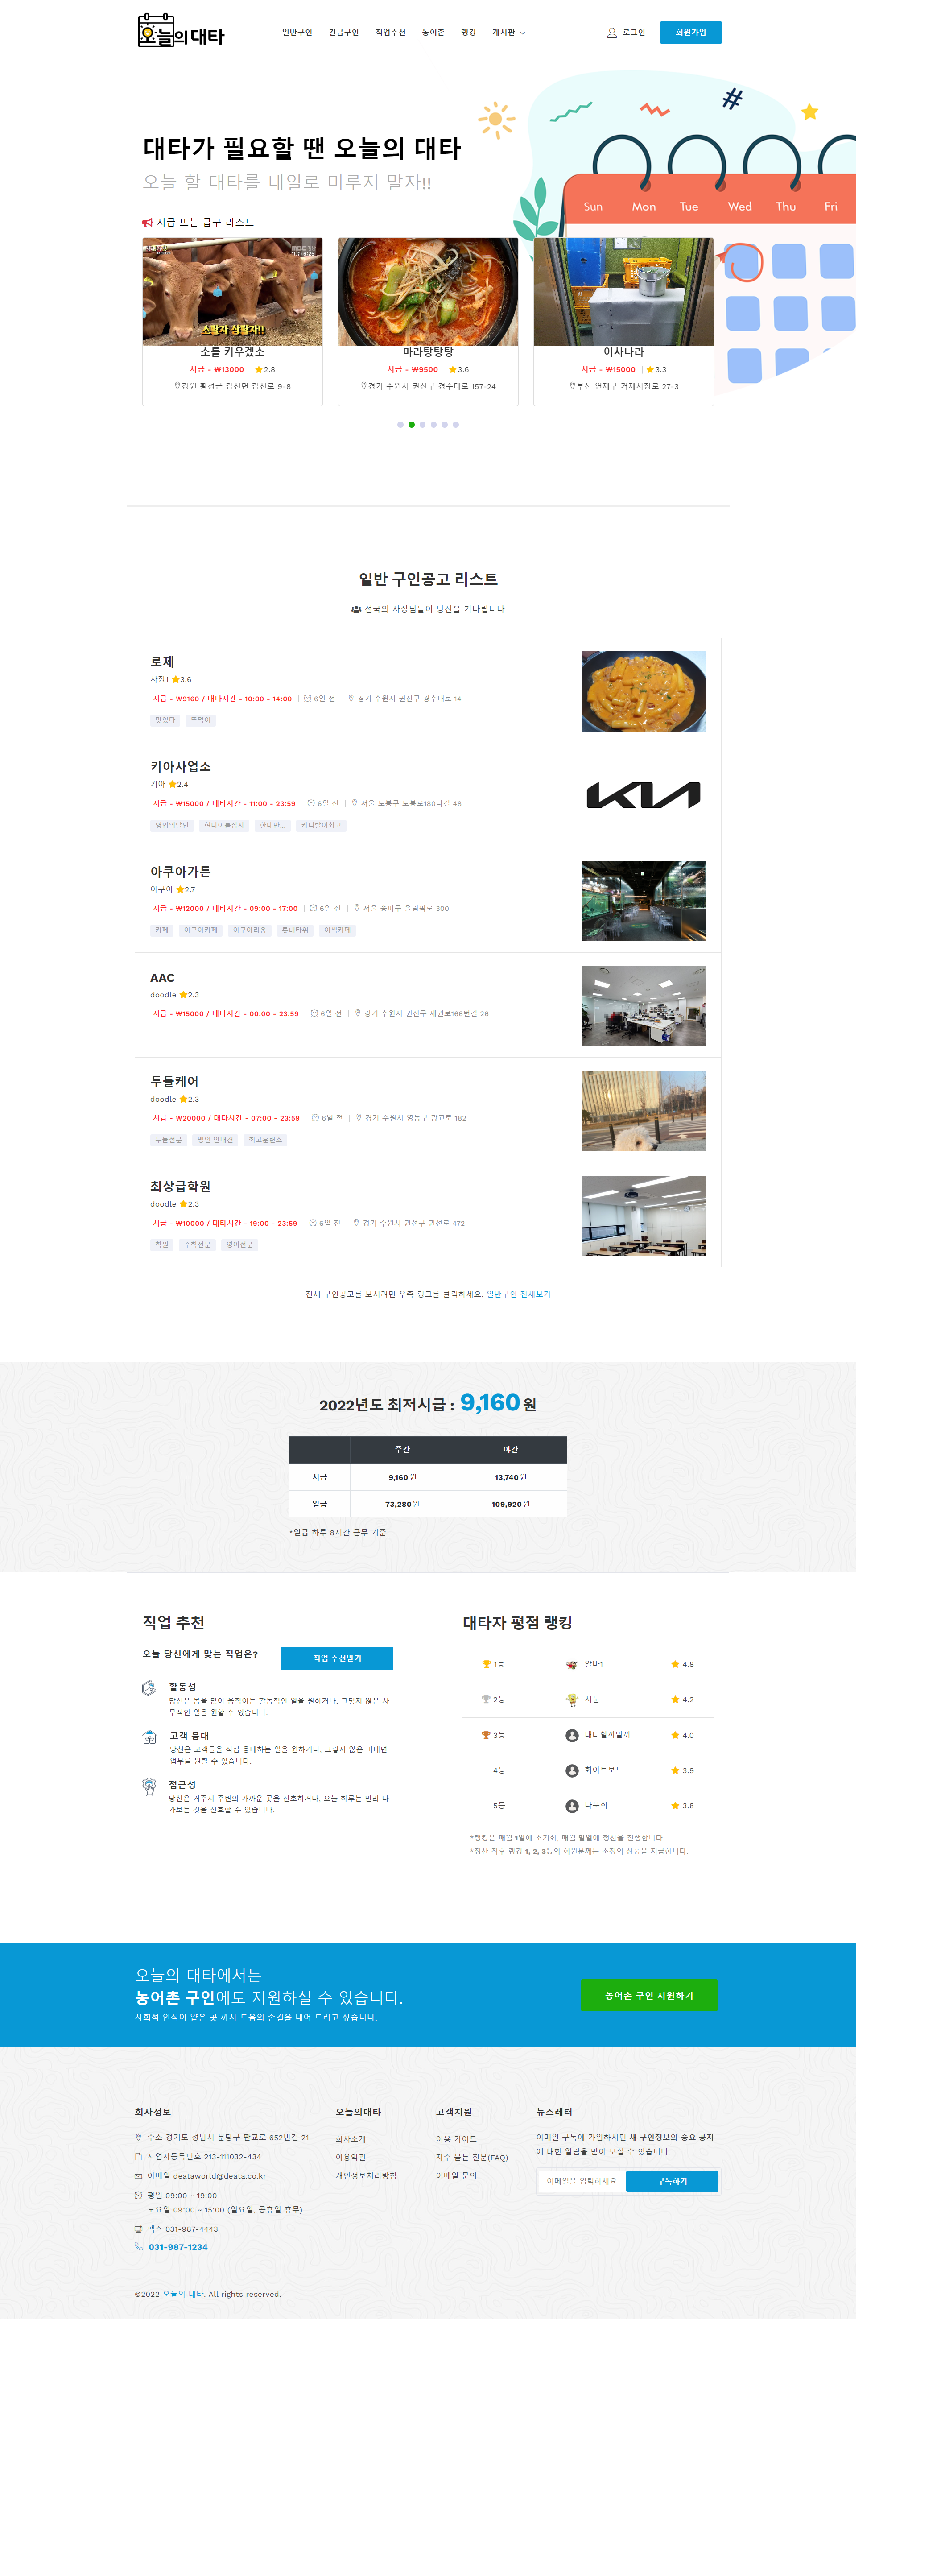 오늘의 대타
일반구인 긴급구인 직업추천 농어촌 랭킹 게시판
로그인 회원가입
대타가 필요할 땐 오늘의 대타
오늘 할 대타를 내일로 미루지 말자!!
Sun Mon Tue Wed Thu Fri
지금 뜨는 급구 리스트
소팔자 상팔자!!
소를 키우겠소
시급 - ₩13000 2.8
강원 횡성군 갑천면 갑천로 9-8
마라탕탕탕
시급 - ₩9500 3.6
경기 수원시 권선구 경수대로 157-24
이사나라
시급 - ₩15000 3.3
부산 연제구 거제시장로 27-3
일반 구인공고 리스트
전국의 사장님들이 당신을 기다립니다
로제
사장1 3.6
시급 - ₩9160 / 대타시간 - 10:00 - 14:00 6일 전 경기 수원시 권선구 경수대로 14
맛있다 또먹어
키아사업소
키아 2.4
시급 - ₩15000 / 대타시간 - 11:00 - 23:59 6일 전 서울 도봉구 도봉로180나길 48
영업의달인 현다이롤잡자 한대만... 카니발이최고
아쿠아가든
아쿠아 2.7
시급 - ₩12000 / 대타시간 - 09:00 - 17:00 6일 전 서울 송파구 올림픽로 300
카페 아쿠아카페 아쿠아리움 롯데타워 이색카페
AAC
doodle 2.3
시급 - ₩15000 / 대타시간 - 00:00 - 23:59 6일 전 경기 수원시 권선구 세권로166번길 26
두들케어
doodle 2.3
시급 - ₩20000 / 대타시간 - 07:00 - 23:59 6일 전 경기 수원시 영통구 광교로 182
두들전문 맹인 안내견 최고훈련소
최상급학원
doodle 2.3
시급 - ₩10000 / 대타시간 - 19:00 - 23:59 6일 전 경기 수원시 권선구 권선로 472
학원 수학전문 영어전문
전체 구인공고를 보시려면 우측 링크를 클릭하세요. 일반구인 전체보기
2022년도 최저시급 : 9,160 원
주간 야간
시급 9,160 원 13,740 원
일급 73,280 원 109,920 원
*일급 하루 8시간 근무 기준
직업 추천
오늘 당신에게 맞는 직업은? 직업 추천받기
활동성
당신은 몸을 많이 움직이는 활동적인 일을 원하거나, 그렇지 않은 사
무적인 일을 원할 수 있습니다.
고객 응대
당신은 고객들을 직접 응대하는 일을 원하거나, 그렇지 않은 비대면
업무를 원할 수 있습니다.
접근성
당신은 거주지 주변의 가까운 곳을 선호하거나, 오늘 하루는 멀리 나
가보는 것을 선호할 수 있습니다.
대타자 평점 랭킹
1등 알바1 4.8
2등 시눈 4.2
3등 대타할까말까 4.0
4등 화이트보드 3.9
5등 나문희 3.8
*랭킹은 매월 1일에 초기화, 매월 말일에 정산을 진행합니다.
*정산 직후 랭킹 1, 2, 3등의 회원분께는 소정의 상품을 지급합니다.
오늘의 대타에서는
농어촌 구인에도 지원하실 수 있습니다.
사회적 인식이 얕은 곳 까지 도움의 손길을 내어 드리고 싶습니다.
농어촌 구인 지원하기
회사정보
주소 경기도 성남시 분당구 판교로 652번길 21
사업자등록번호 213-111032-434
이메일 deataworld@deata.co.kr
평일 09:00 ~ 19:00
토요일 09:00 ~ 15:00 (일요일, 공휴일 휴무)
팩스 031-987-4443
031-987-1234
오늘의대타
회사소개
이용약관
개인정보처리방침
고객지원
이용 가이드
자주 묻는 질문(FAQ)
이메일 문의
뉴스레터
이메일 구독에 가입하시면 새 구인정보와 중요 공지
에 대한 알림을 받아 보실 수 있습니다.
이메일을 입력하세요 구독하기
©2022 오늘의 대타. All rights reserved.